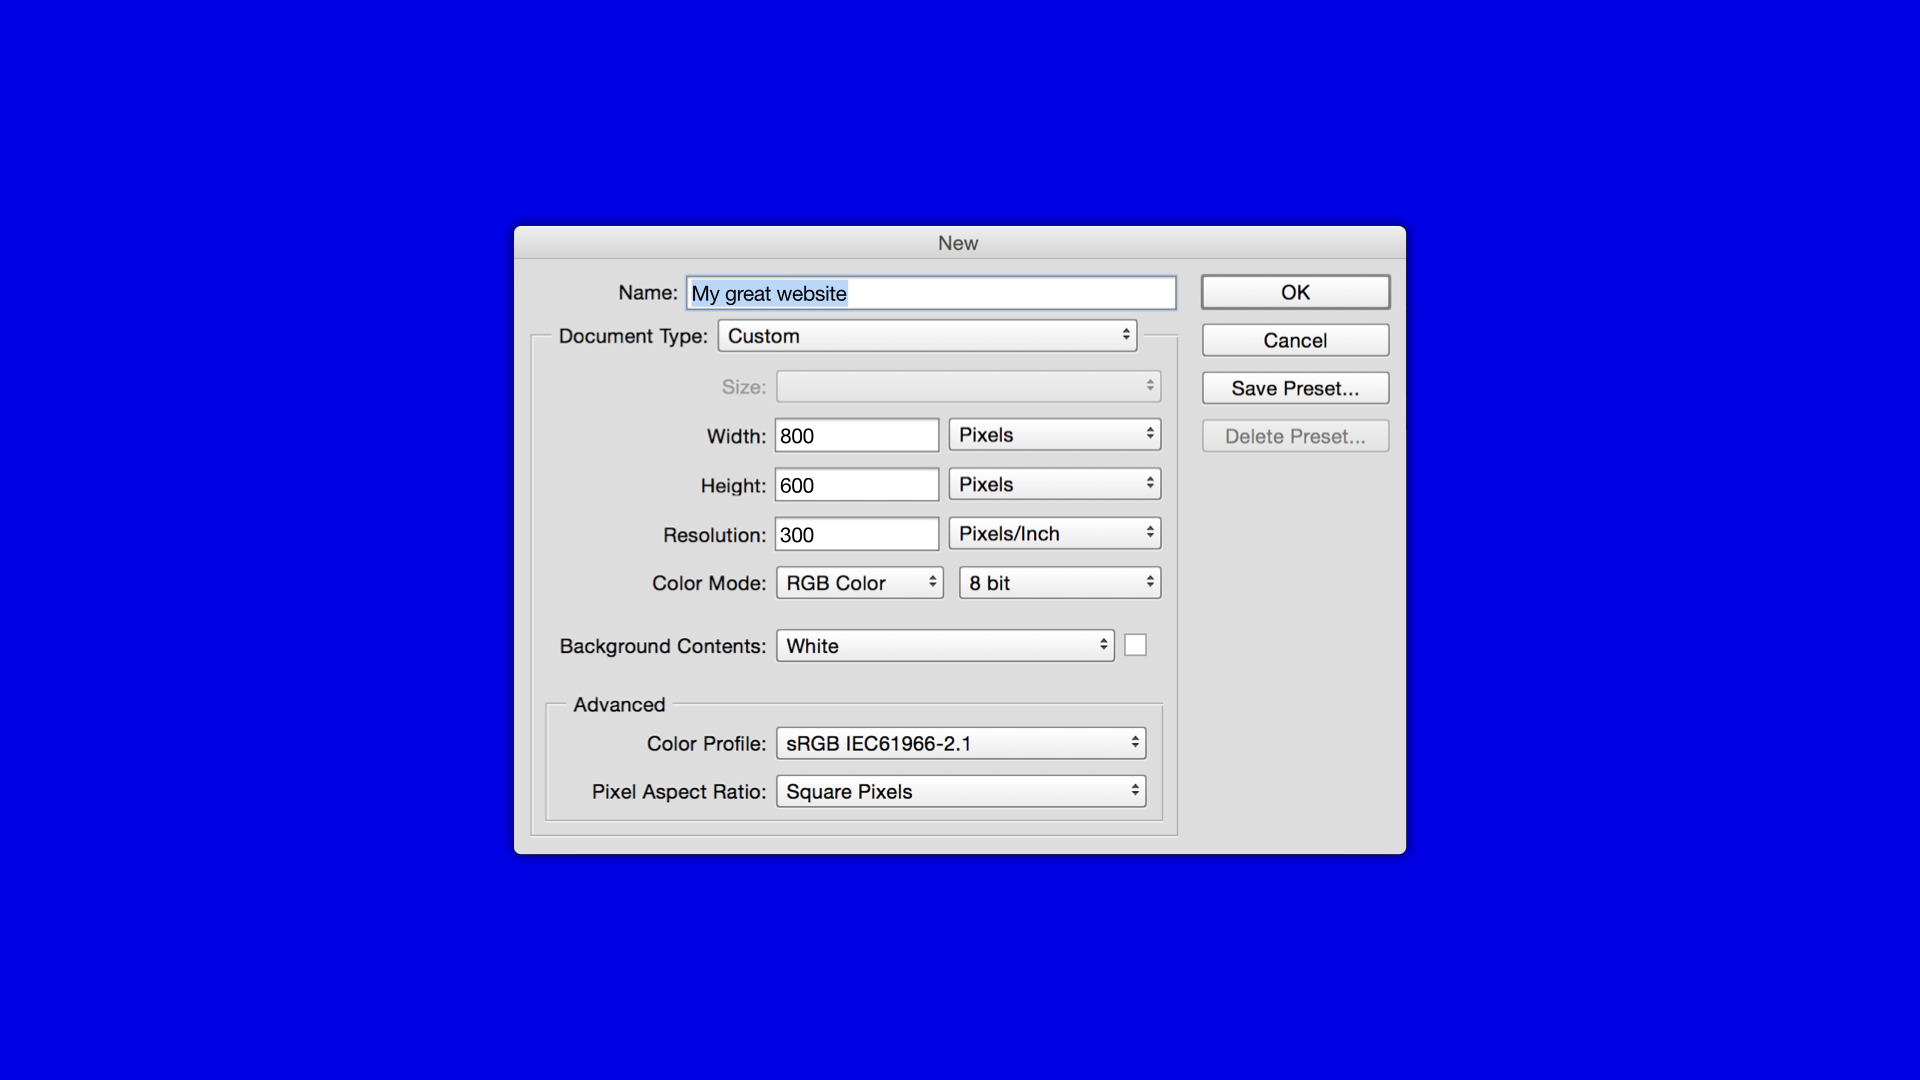 New
Name: My great website
OK
Document Type: Custom
Cancel
Size:
Save Preset...
Width: 800 Pixels
Delete Preset...
Height: 600 Pixels
Resolution: 300 Pixels/Inch
Color Mode: RGB Color 8 bit
Background Contents: White
Advanced
Color Profile: sRGB IEC61966-2.1
Pixel Aspect Ratio: Square Pixels